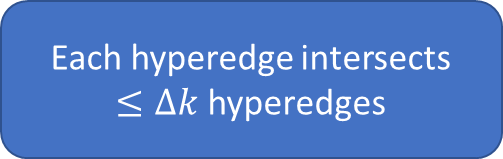 Each hyperedge intersects
≤ Δ𝑘 hyperedges